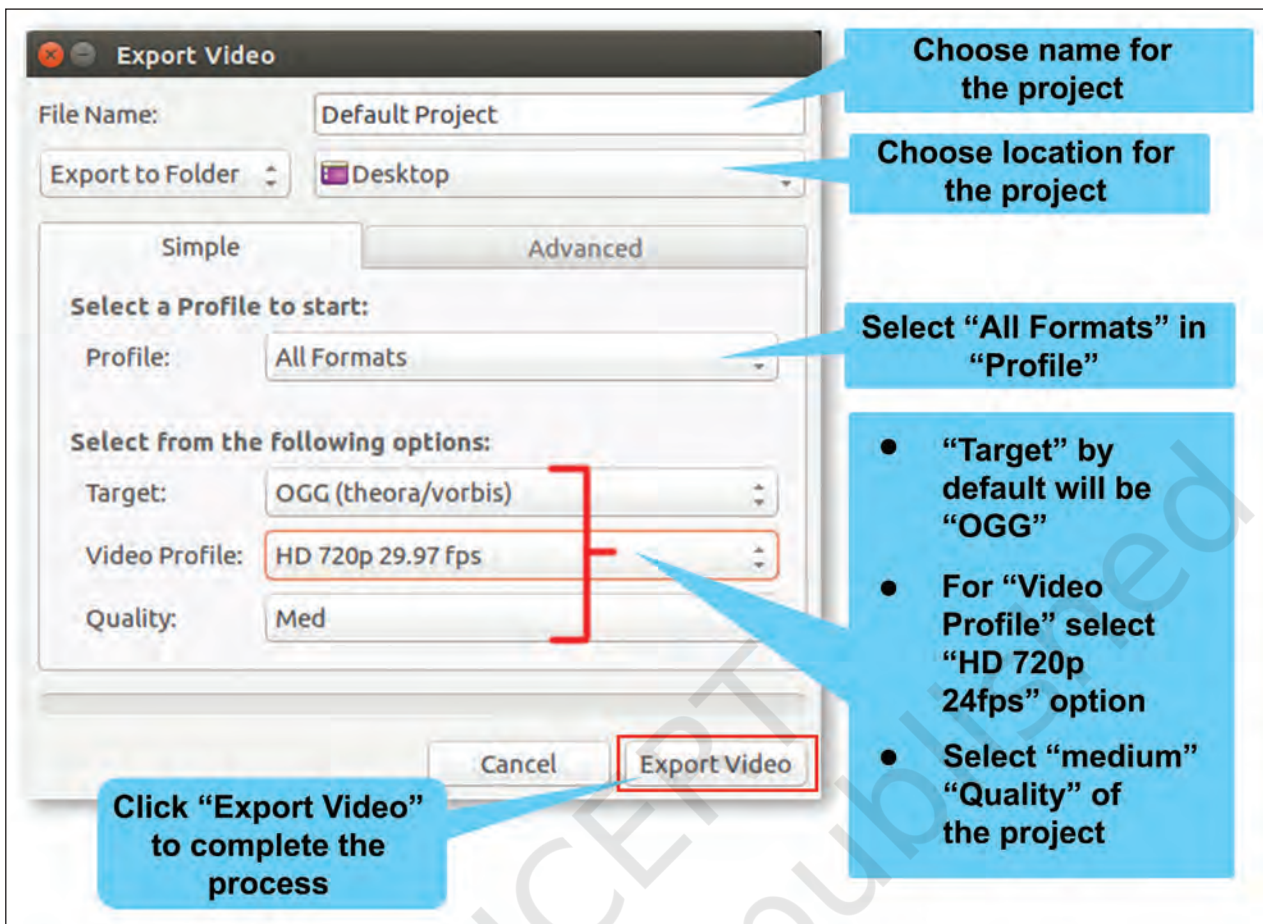 Export Video
File Name:
Default Project
Export to Folder
Desktop
Simple
Advanced
Select a Profile to start:
Profile:
All Formats
Select from the following options:
Target:
OGG (theora/vorbis)
Video Profile:
HD 720p 29.97 fps
Quality:
Med
Cancel
Export Video
Choose name for
the project
Choose location for
the project
Select “All Formats” in
“Profile”
● “Target” by
default will be
“OGG”
● For “Video
Profile” select
“HD 720p
24fps” option
● Select “medium”
“Quality” of
the project
Click “Export Video”
to complete the
process